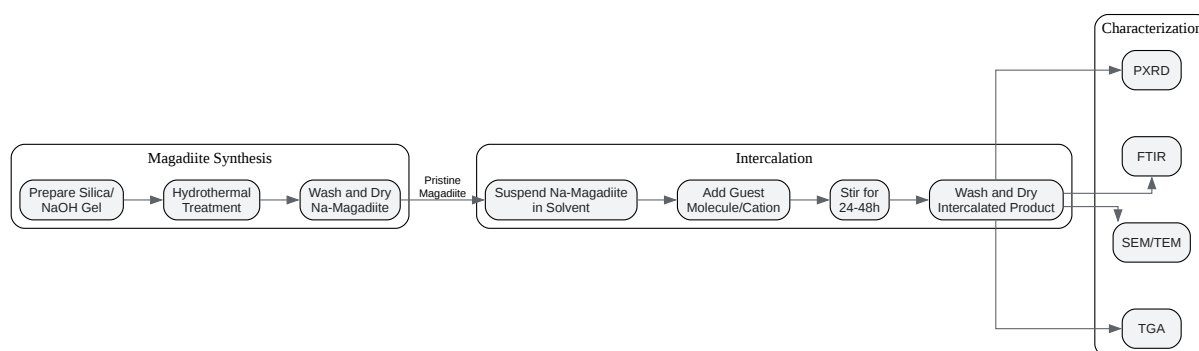 Magadiite Synthesis
Prepare Silica/
NaOH Gel
Hydrothermal
Treatment
Wash and Dry
Na-Magadiite
Pristine
Magadiite
Intercalation
Suspend Na-Magadiite
in Solvent
Add Guest
Molecule/Cation
Stir for
24-48h
Wash and Dry
Intercalated Product
Characterization
PXRD
FTIR
SEM/TEM
TGA